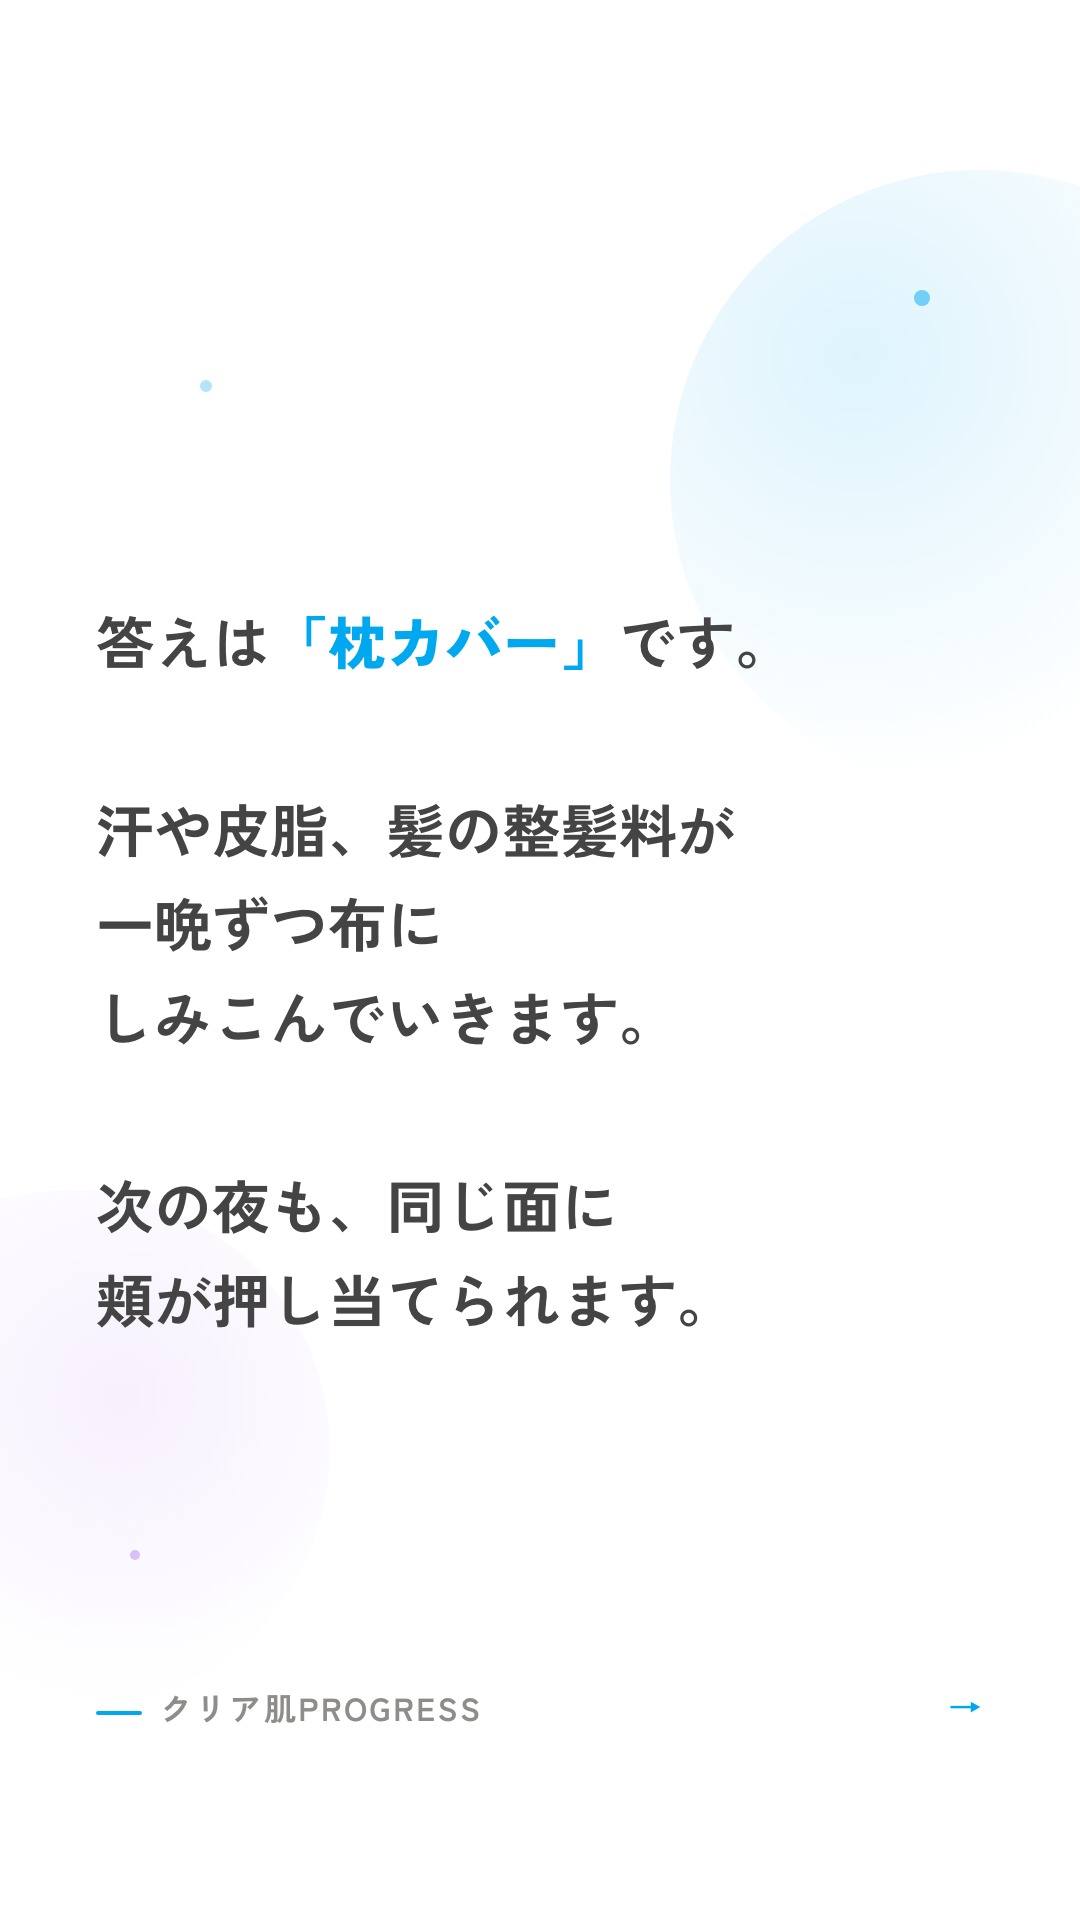 答えは「枕カバー」です。
汗や皮脂、髪の整髪料が
一晩ずつ布に
しみこんでいきます。
次の夜も、同じ面に
頬が押し当てられます。
クリア肌PROGRESS
→